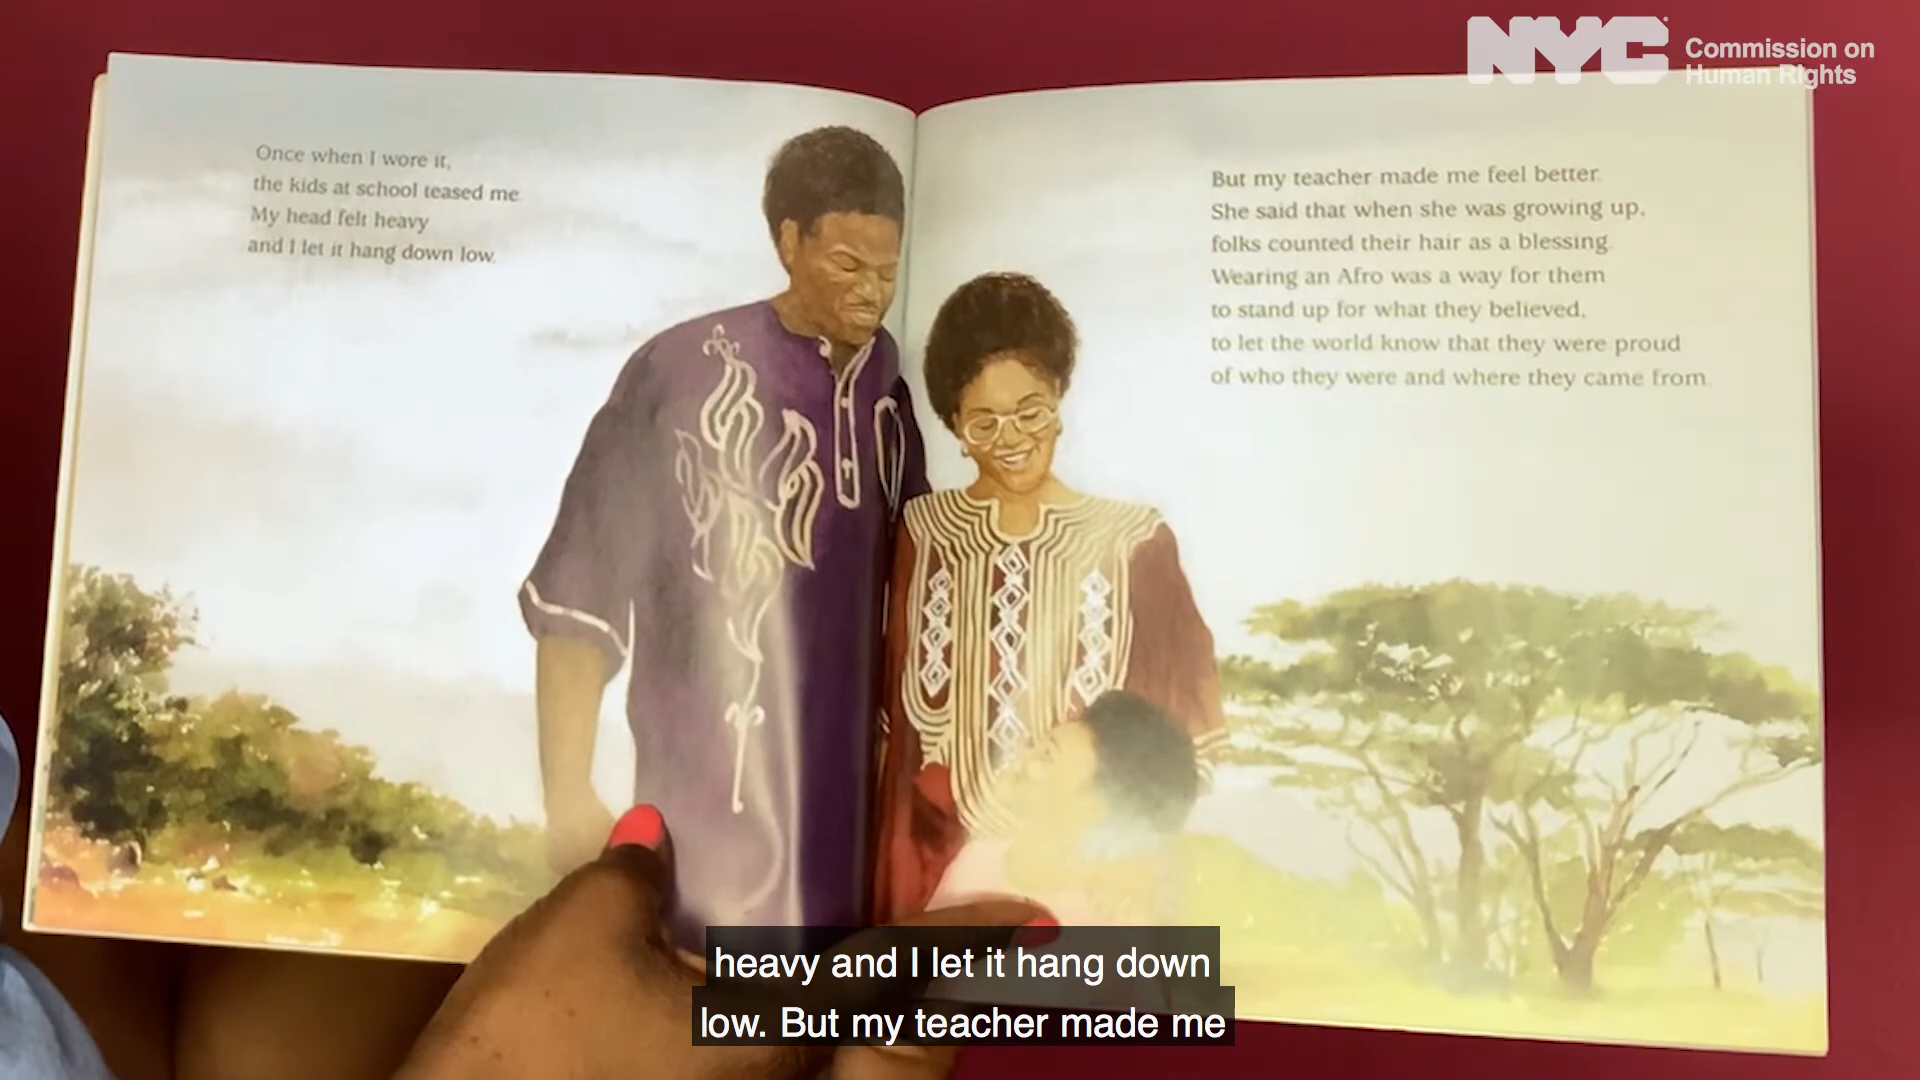 NYC Commission on
Human Rights
Once when I wore it,
the kids at school teased me.
My head felt heavy
and I let it hang down low.
But my teacher made me feel better.
She said that when she was growing up,
folks counted their hair as a blessing.
Wearing an Afro was a way for them
to stand up for what they believed,
to let the world know that they were proud
of who they were and where they came from.
heavy and I let it hang down
low. But my teacher made me